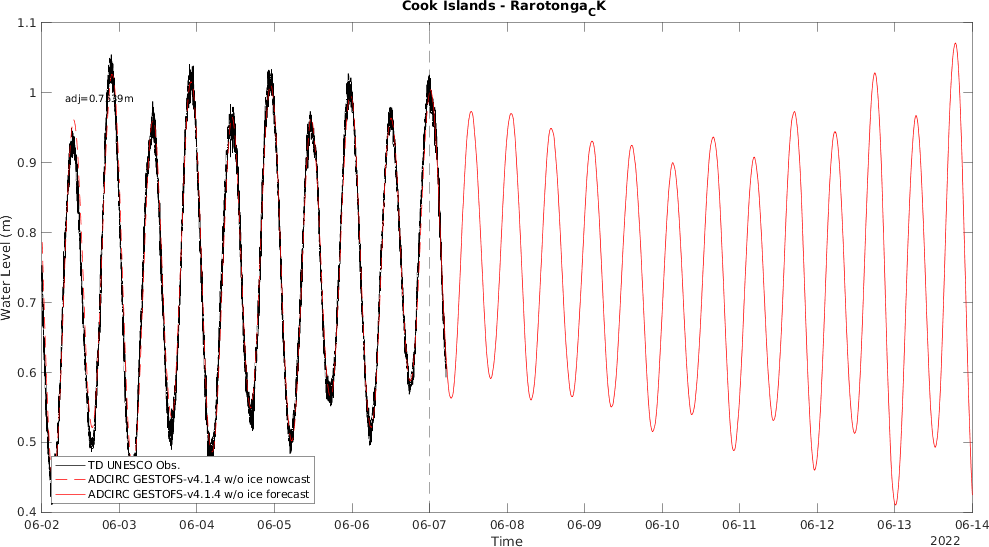 Cook Islands - RarotongaCK
1.1
1
adj=0.7639m
0.9
0.8
Water Level (m)
0.7
0.6
0.5
TD UNESCO Obs.
ADCIRC GESTOFS-v4.1.4 w/o ice nowcast
ADCIRC GESTOFS-v4.1.4 w/o ice forecast
0.4
06-02 06-03 06-04 06-05 06-06 06-07 06-08 06-09 06-10 06-11 06-12 06-13 06-14
Time
2022